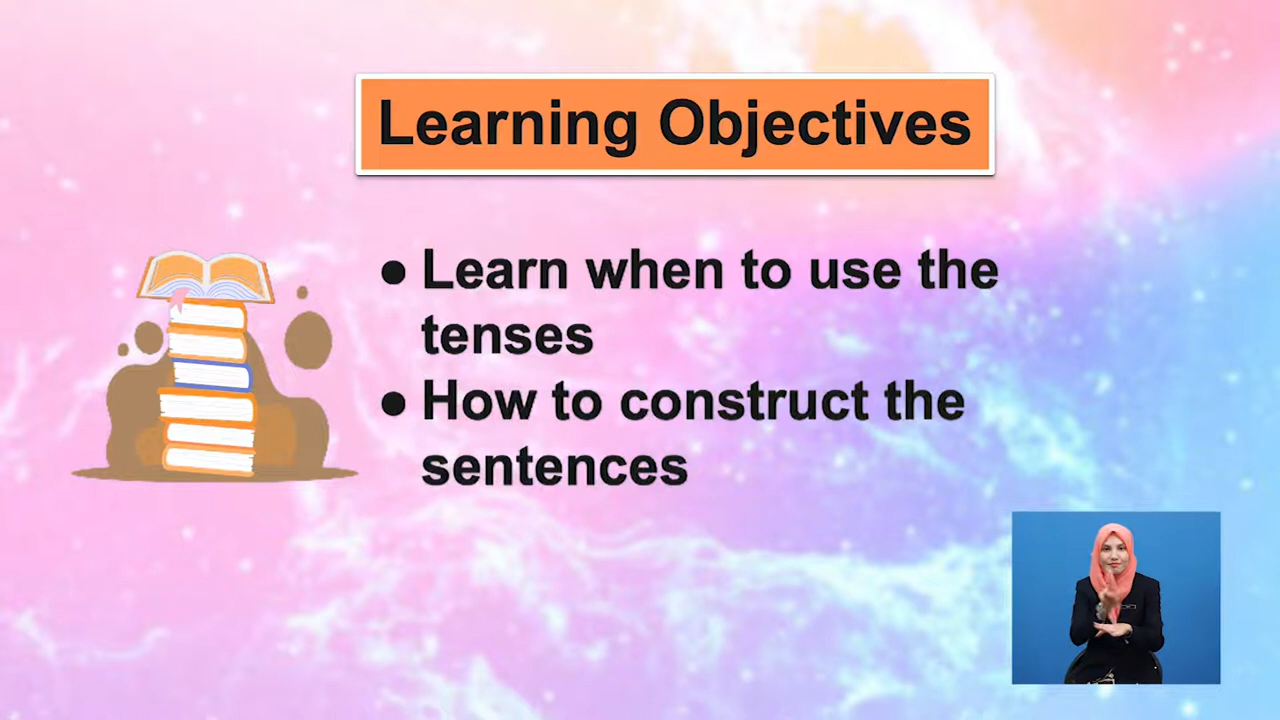 Learning Objectives
● Learn when to use the
tenses
● How to construct the
sentences